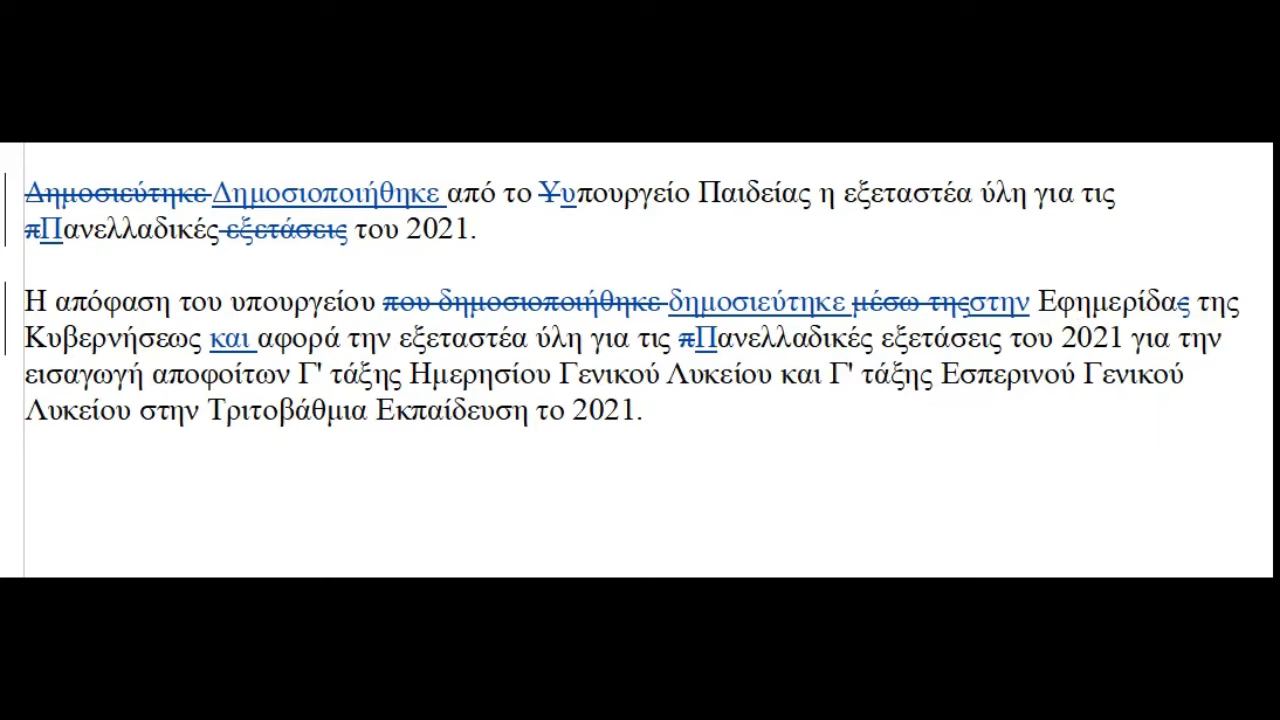 Δημοσιεύτηκε Δημοσιοποιήθηκε από το Υυπουργείο Παιδείας η εξεταστέα ύλη για τις
πΠανελλαδικές εξετάσεις του 2021.
Η απόφαση του υπουργείου που δημοσιοποιήθηκε δημοσιεύτηκε μέσω τηςστην Εφημερίδας της
Κυβερνήσεως και αφορά την εξεταστέα ύλη για τις πΠανελλαδικές εξετάσεις του 2021 για την
εισαγωγή αποφοίτων Γ' τάξης Ημερησίου Γενικού Λυκείου και Γ' τάξης Εσπερινού Γενικού
Λυκείου στην Τριτοβάθμια Εκπαίδευση το 2021.